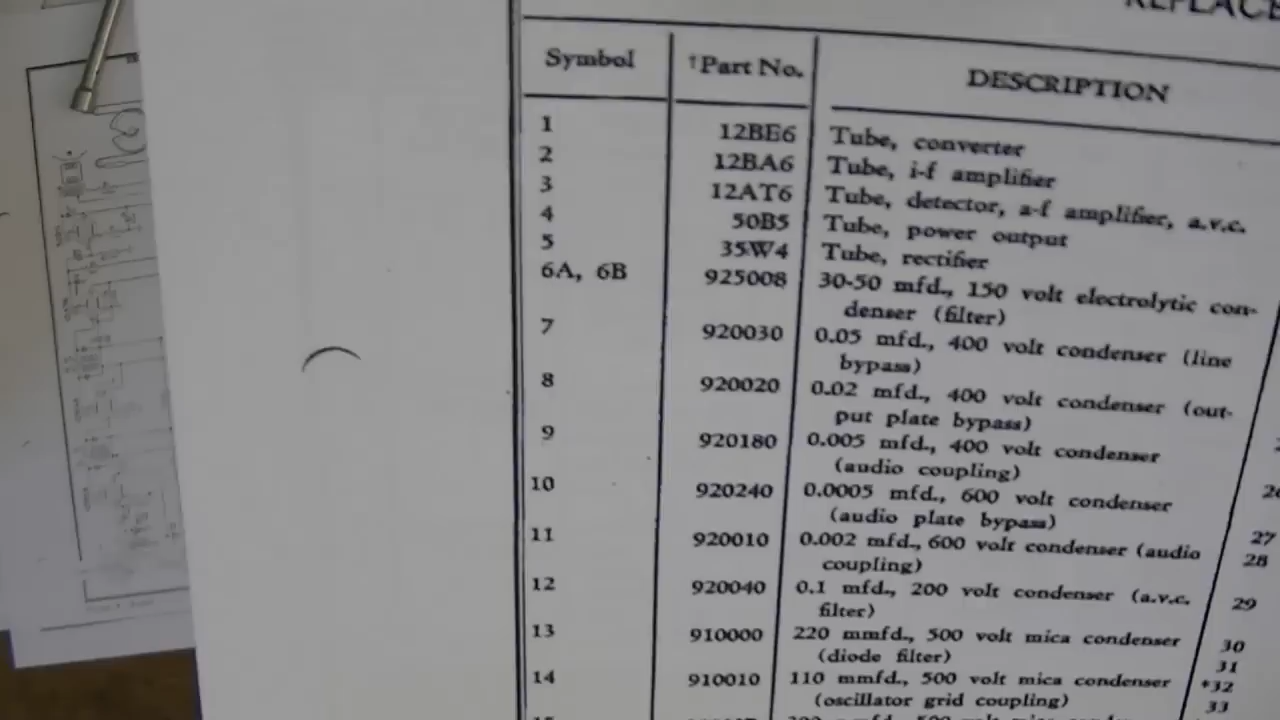 REPLACE
Symbol †Part No. DESCRIPTION
1 12BE6 Tube, converter
2 12BA6 Tube, i-f amplifier
3 12AT6 Tube, detector, a-f amplifier, a.v.c.
4 50B5 Tube, power output
5 35W4 Tube, rectifier
6A, 6B 925008 30-50 mfd., 150 volt electrolytic con-
denser (filter)
7 920030 0.05 mfd., 400 volt condenser (line
bypass)
8 920020 0.02 mfd., 400 volt condenser (out-
put plate bypass)
9 920180 0.005 mfd., 400 volt condenser
(audio coupling)
10 920240 0.0005 mfd., 600 volt condenser
(audio plate bypass)
11 920010 0.002 mfd., 600 volt condenser (audio
coupling)
12 920040 0.1 mfd., 200 volt condenser (a.v.c.
filter)
13 910000 220 mmfd., 500 volt mica condenser
(diode filter)
14 910010 110 mmfd., 500 volt mica condenser
(oscillator grid coupling)
27
28
29
30
31
*32
33